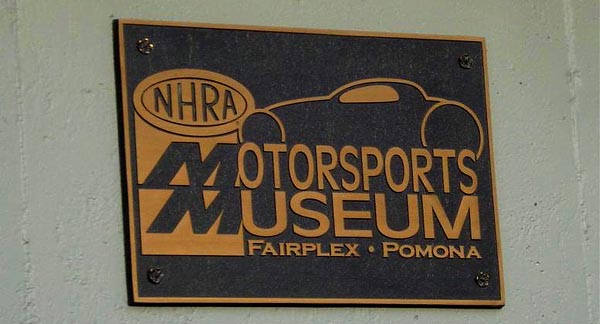 NHRA
MOTORSPORTS
MUSEUM
FAIRPLEX • POMONA